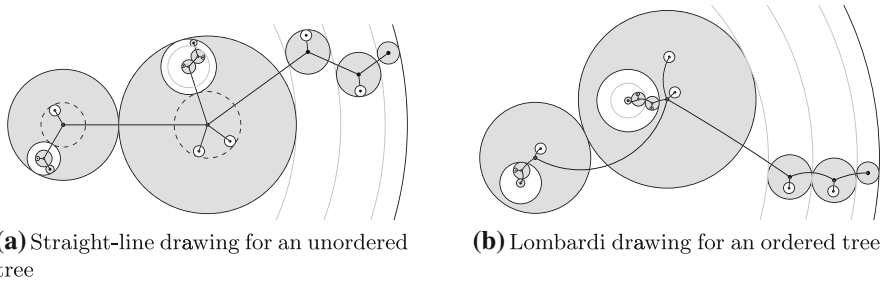 (a) Straight-line drawing for an unordered
tree
(b) Lombardi drawing for an ordered tree